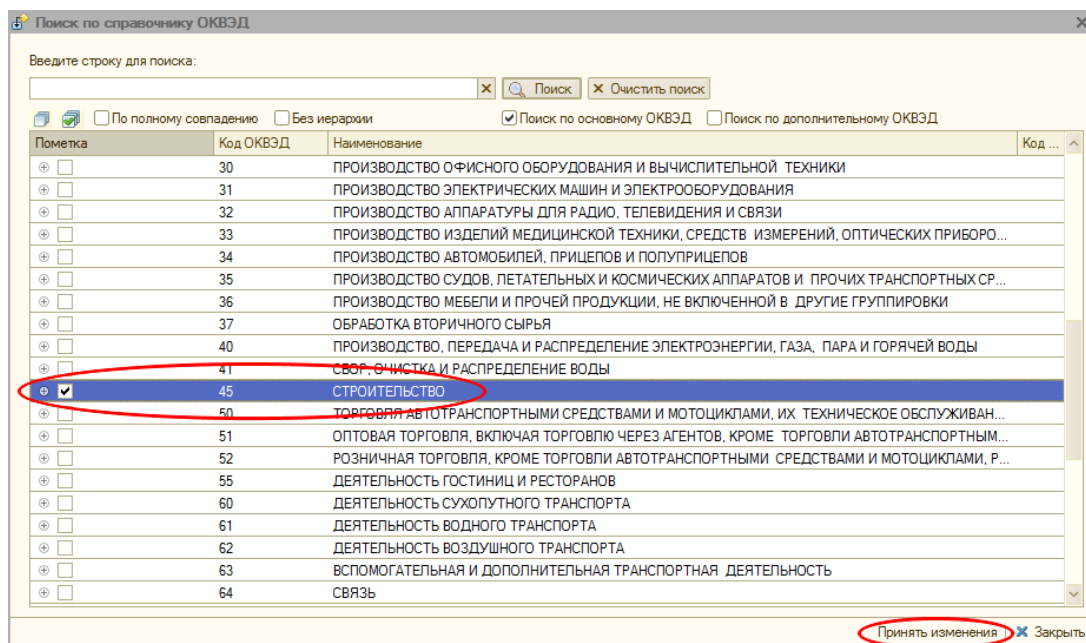 Поиск по справочнику ОКВЭД
Введите строку для поиска:
Поиск Очистить поиск
По полному совпадению Без иерархии Поиск по основному ОКВЭД Поиск по дополнительному ОКВЭД
Пометка Код ОКВЭД Наименование Код ...
30 ПРОИЗВОДСТВО ОФИСНОГО ОБОРУДОВАНИЯ И ВЫЧИСЛИТЕЛЬНОЙ ТЕХНИКИ
31 ПРОИЗВОДСТВО ЭЛЕКТРИЧЕСКИХ МАШИН И ЭЛЕКТРООБОРУДОВАНИЯ
32 ПРОИЗВОДСТВО АППАРАТУРЫ ДЛЯ РАДИО, ТЕЛЕВИДЕНИЯ И СВЯЗИ
33 ПРОИЗВОДСТВО ИЗДЕЛИЙ МЕДИЦИНСКОЙ ТЕХНИКИ, СРЕДСТВ ИЗМЕРЕНИЙ, ОПТИЧЕСКИХ ПРИБОРО...
34 ПРОИЗВОДСТВО АВТОМОБИЛЕЙ, ПРИЦЕПОВ И ПОЛУПРИЦЕПОВ
35 ПРОИЗВОДСТВО СУДОВ, ЛЕТАТЕЛЬНЫХ И КОСМИЧЕСКИХ АППАРАТОВ И ПРОЧИХ ТРАНСПОРТНЫХ СР...
36 ПРОИЗВОДСТВО МЕБЕЛИ И ПРОЧЕЙ ПРОДУКЦИИ, НЕ ВКЛЮЧЕННОЙ В ДРУГИЕ ГРУППИРОВКИ
37 ОБРАБОТКА ВТОРИЧНОГО СЫРЬЯ
40 ПРОИЗВОДСТВО, ПЕРЕДАЧА И РАСПРЕДЕЛЕНИЕ ЭЛЕКТРОЭНЕРГИИ, ГАЗА, ПАРА И ГОРЯЧЕЙ ВОДЫ
41 СБОР, ОЧИСТКА И РАСПРЕДЕЛЕНИЕ ВОДЫ
45 СТРОИТЕЛЬСТВО
50 ТОРГОВЛЯ АВТОТРАНСПОРТНЫМИ СРЕДСТВАМИ И МОТОЦИКЛАМИ, ИХ ТЕХНИЧЕСКОЕ ОБСЛУЖИВАН...
51 ОПТОВАЯ ТОРГОВЛЯ, ВКЛЮЧАЯ ТОРГОВЛЮ ЧЕРЕЗ АГЕНТОВ, КРОМЕ ТОРГОВЛИ АВТОТРАНСПОРТНЫМ...
52 РОЗНИЧНАЯ ТОРГОВЛЯ, КРОМЕ ТОРГОВЛИ АВТОТРАНСПОРТНЫМИ СРЕДСТВАМИ И МОТОЦИКЛАМИ, Р...
55 ДЕЯТЕЛЬНОСТЬ ГОСТИНИЦ И РЕСТОРАНОВ
60 ДЕЯТЕЛЬНОСТЬ СУХОПУТНОГО ТРАНСПОРТА
61 ДЕЯТЕЛЬНОСТЬ ВОДНОГО ТРАНСПОРТА
62 ДЕЯТЕЛЬНОСТЬ ВОЗДУШНОГО ТРАНСПОРТА
63 ВСПОМОГАТЕЛЬНАЯ И ДОПОЛНИТЕЛЬНАЯ ТРАНСПОРТНАЯ ДЕЯТЕЛЬНОСТЬ
64 СВЯЗЬ
Принять изменения Закрыть